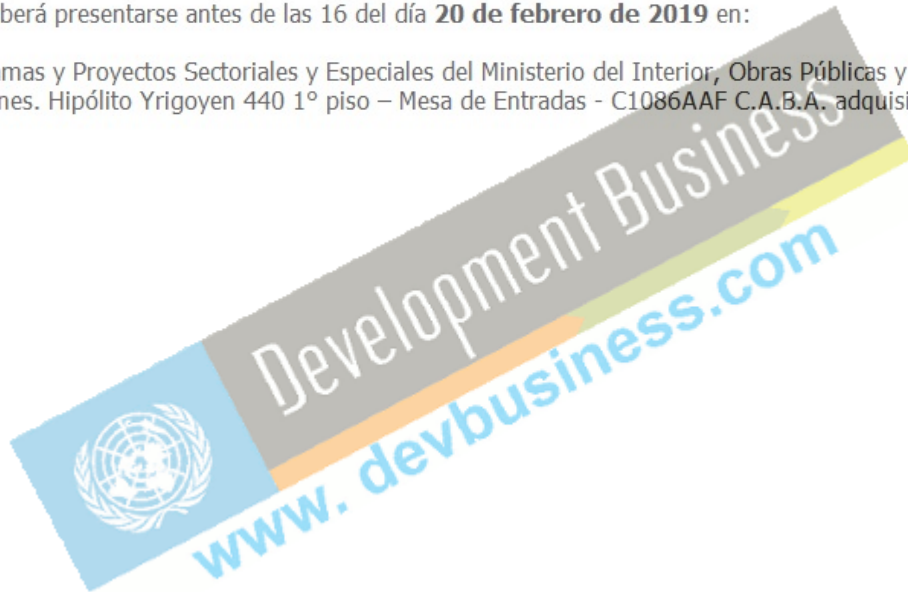 berá presentarse antes de las 16 del día 20 de febrero de 2019 en:
mas y Proyectos Sectoriales y Especiales del Ministerio del Interior, Obras Públicas y
nes. Hipólito Yrigoyen 440 1º piso – Mesa de Entradas - C1086AAF C.A.B.A. adquisi
Development Business
www. devbusiness.com